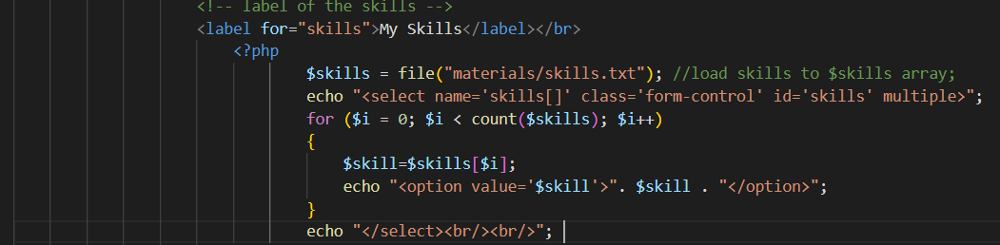 <!-- label of the skills -->
<label for="skills">My Skills</label></br>
<?php
$skills = file("materials/skills.txt"); //load skills to $skills array;
echo "<select name='skills[]' class='form-control' id='skills' multiple>";
for ($i = 0; $i < count($skills); $i++)
{
$skill=$skills[$i];
echo "<option value='$skill'>". $skill . "</option>";
}
echo "</select><br/><br/>";